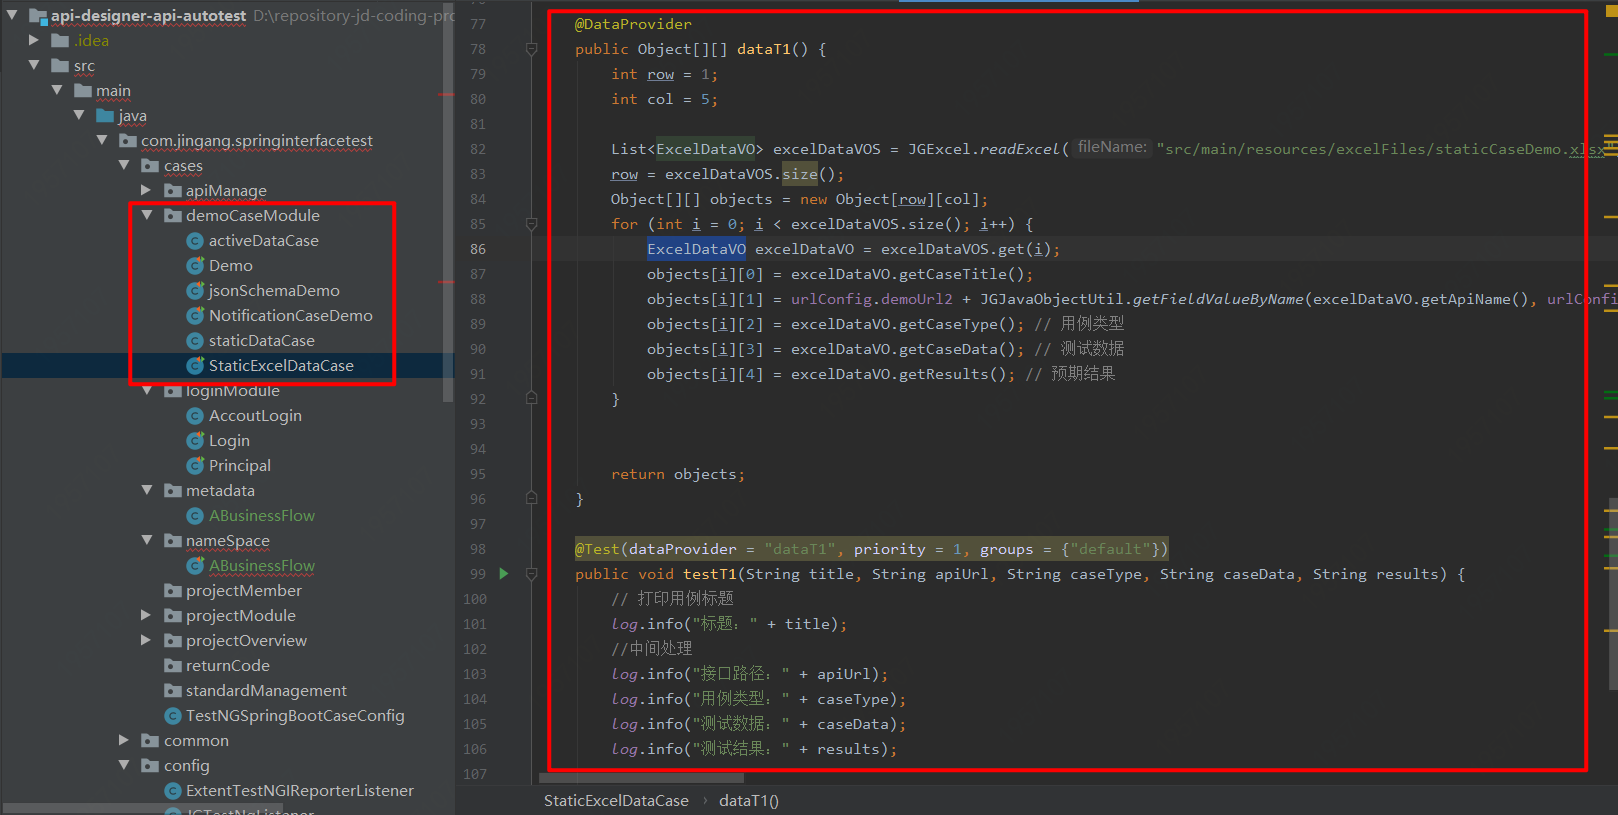 api-designer-api-autotest D:\repository-jd-coding-pro
.idea
src
main
java
com.jingang.springinterfacetest
cases
apiManage
demoCaseModule
activeDataCase
Demo
jsonSchemaDemo
NotificationCaseDemo
staticDataCase
StaticExcelDataCase
loginModule
AccoutLogin
Login
Principal
metadata
ABusinessFlow
nameSpace
ABusinessFlow
projectMember
projectModule
projectOverview
returnCode
standardManagement
TestNGSpringBootCaseConfig
common
config
ExtentTestNGIReporterListener
JGTestNgListener
77 @DataProvider
78 public Object[][] dataT1() {
79 int row = 1;
80 int col = 5;
81
82 List<ExcelDataVO> excelDataVOS = JGExcel.readExcel( fileName: "src/main/resources/excelFiles/staticCaseDemo.xlsx"
83 row = excelDataVOS.size();
84 Object[][] objects = new Object[row][col];
85 for (int i = 0; i < excelDataVOS.size(); i++) {
86 ExcelDataVO excelDataVO = excelDataVOS.get(i);
87 objects[i][0] = excelDataVO.getCaseTitle();
88 objects[i][1] = urlConfig.demoUrl2 + JGJavaObjectUtil.getFieldValueByName(excelDataVO.getApiName(), urlConfi
89 objects[i][2] = excelDataVO.getCaseType(); // 用例类型
90 objects[i][3] = excelDataVO.getCaseData(); // 测试数据
91 objects[i][4] = excelDataVO.getResults(); // 预期结果
92 }
93
94
95 return objects;
96 }
97
98 @Test(dataProvider = "dataT1", priority = 1, groups = {"default"})
99 public void testT1(String title, String apiUrl, String caseType, String caseData, String results) {
100 // 打印用例标题
101 log.info("标题：" + title);
102 //中间处理
103 log.info("接口路径：" + apiUrl);
104 log.info("用例类型：" + caseType);
105 log.info("测试数据：" + caseData);
106 log.info("测试结果：" + results);
107
StaticExcelDataCase › dataT1()